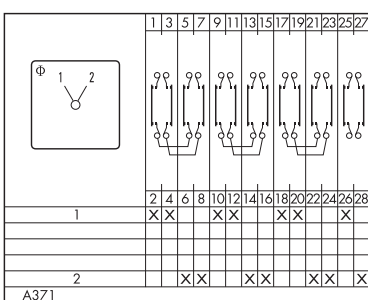 1 3 5 7 9 11 13 15 17 19 21 23 25 27
Φ 1 2
2 4 6 8 10 12 14 16 18 20 22 24 26 28
1 X X X X X X X
2 X X X X X X X
A371